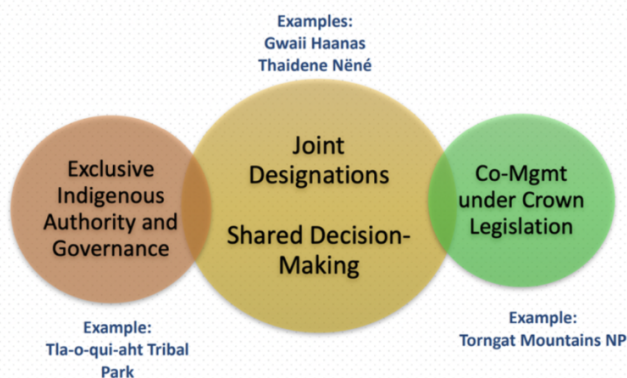 Examples:
Gwaii Haanas
Thaidene Nëné
Exclusive
Indigenous
Authority and
Governance
Joint
Designations
Shared Decision-
Making
Co-Mgmt
under Crown
Legislation
Example:
Tla-o-qui-aht Tribal
Park
Example:
Torngat Mountains NP